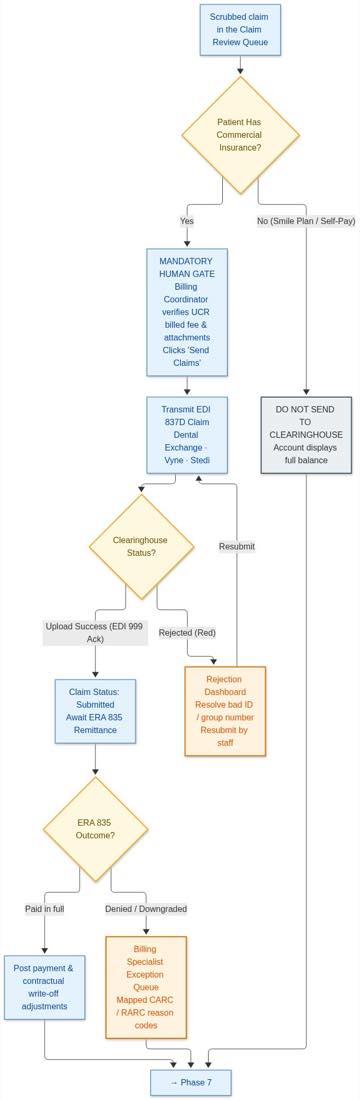 Scrubbed claim
in the Claim
Review Queue
Patient Has
Commercial
Insurance?
Yes
No (Smile Plan / Self-Pay)
MANDATORY
HUMAN GATE
Billing
Coordinator
verifies UCR
billed fee &
attachments
Clicks 'Send
Claims'
Transmit EDI
837D Claim
Dental
Exchange ·
Vyne · Stedi
DO NOT SEND
TO
CLEARINGHOUSE
Account displays
full balance
Clearinghouse
Status?
Resubmit
Upload Success (EDI 999
Ack)
Rejected (Red)
Claim Status:
Submitted
Await ERA 835
Remittance
Rejection
Dashboard
Resolve bad ID
/ group number
Resubmit by
staff
ERA 835
Outcome?
Paid in full
Denied / Downgraded
Post payment &
contractual
write-off
adjustments
Billing
Specialist
Exception
Queue
Mapped CARC
/ RARC reason
codes
→ Phase 7